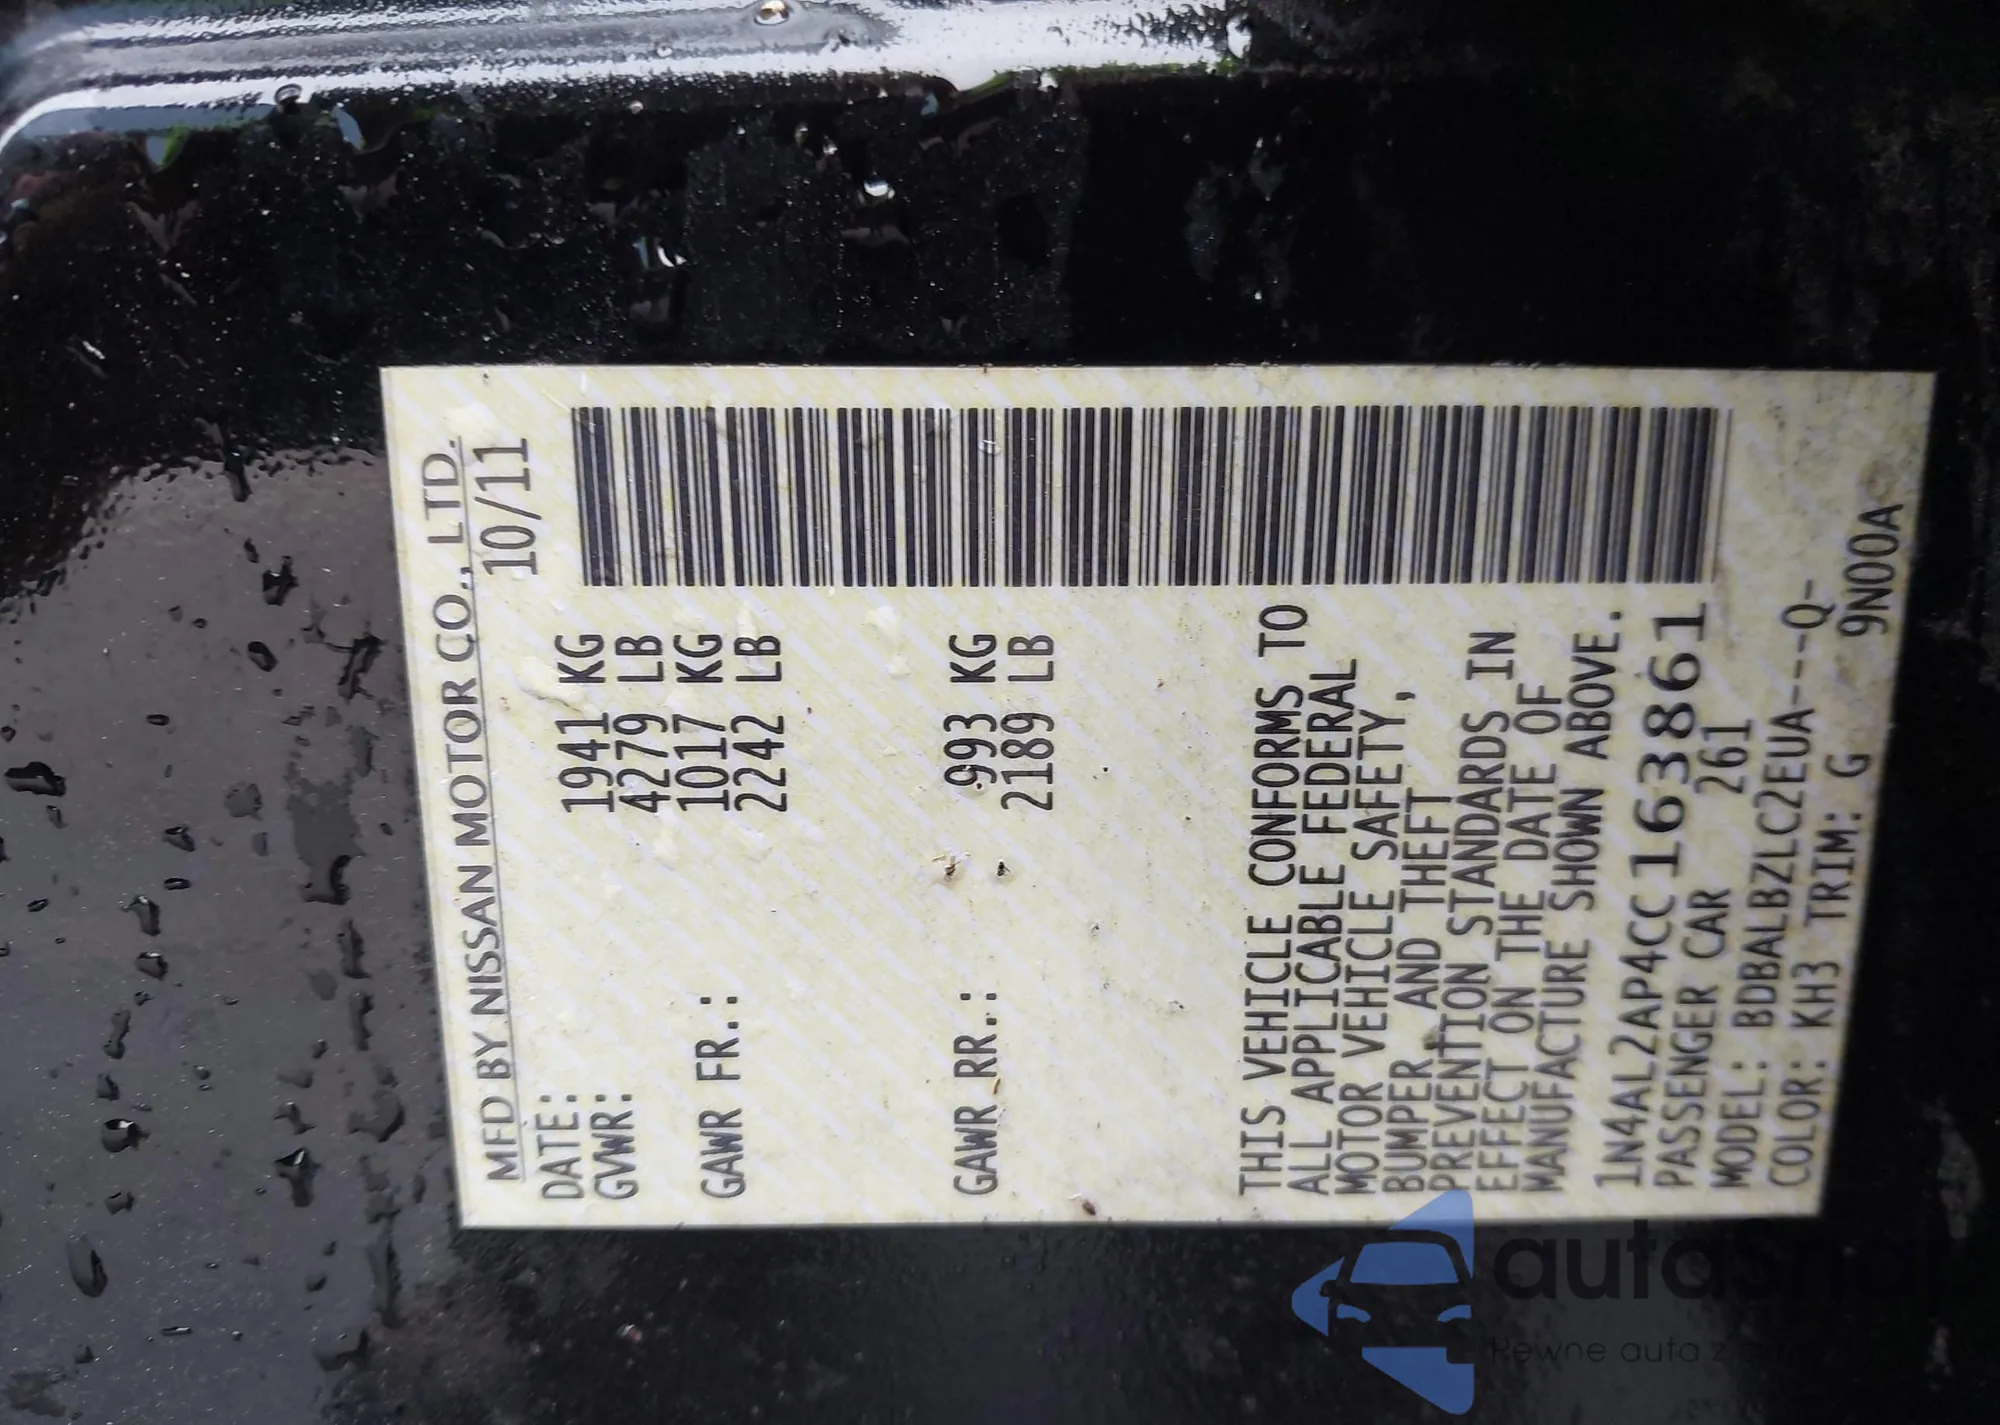 MFD BY NISSAN MOTOR CO., LTD.
DATE: 10/11
GVWR: 1941 KG
4279 LB
GAWR FR.: 1017 KG
2242 LB
GAWR RR.: 993 KG
2189 LB
THIS VEHICLE CONFORMS TO
ALL APPLICABLE FEDERAL
MOTOR VEHICLE SAFETY,
BUMPER AND THEFT
PREVENTION STANDARDS IN
EFFECT ON THE DATE OF
MANUFACTURE SHOWN ABOVE.
1N4AL2AP4CC163861
PASSENGER CAR 261
MODEL: BDBALBZLC2EUA---Q-
COLOR: KH3 TRIM: G 9N00A
Pewne auta z